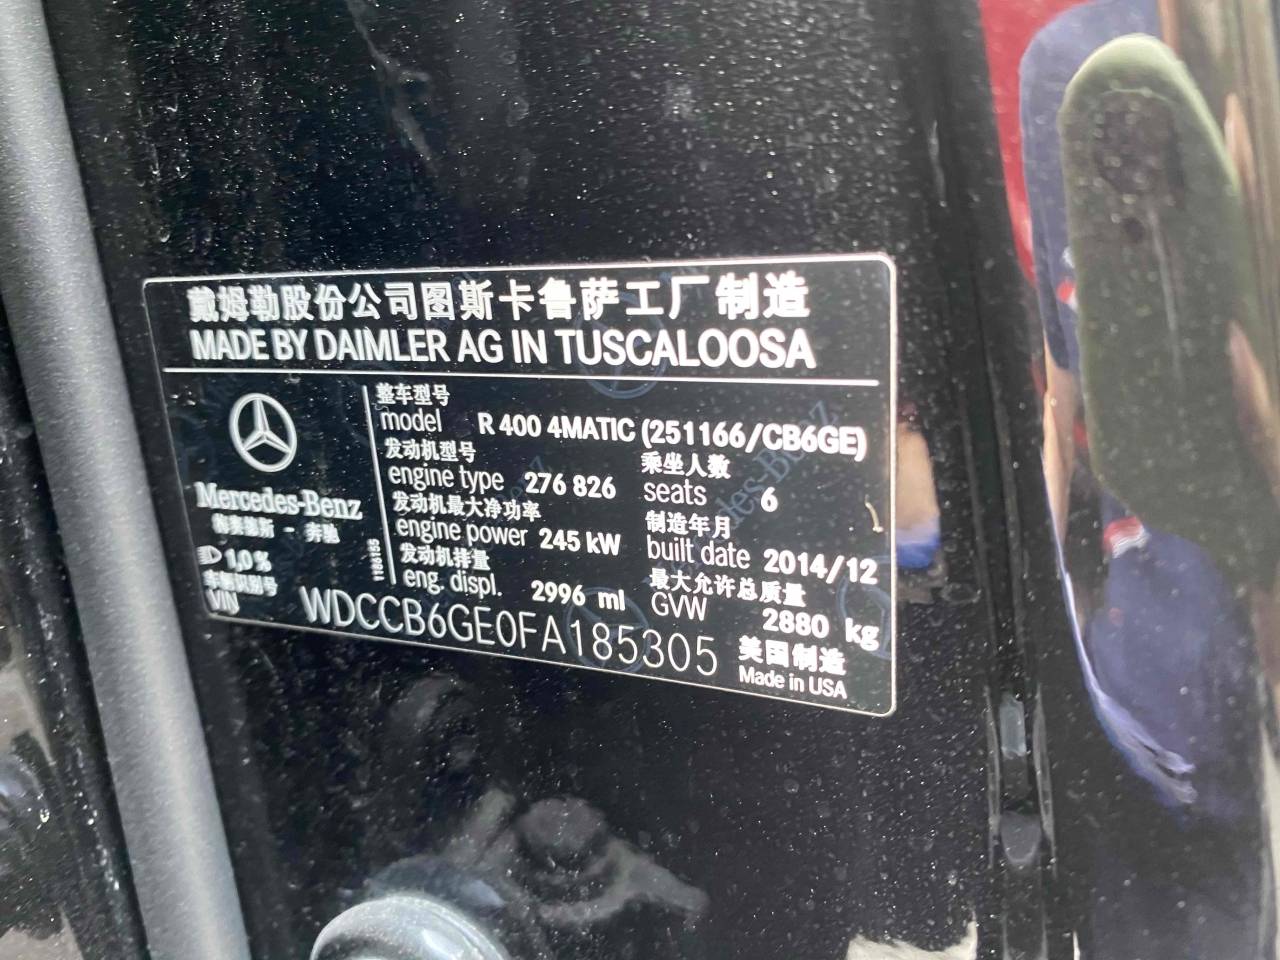 戴姆勒股份公司图斯卡鲁萨工厂制造
MADE BY DAIMLER AG IN TUSCALOOSA
整车型号
model R 400 4MATIC (251166/CB6GE)
发动机型号
engine type 276 826
乘坐人数
seats 6
发动机最大净功率
engine power 245 kW
制造年月
built date 2014/12
发动机排量
eng. displ. 2996 ml
最大允许总质量
GVW 2880 kg
Mercedes-Benz
梅赛德斯 - 奔驰
1,0 %
1186155
车辆识别号
VIN WDCCB6GE0FA185305
美国制造
Made in USA